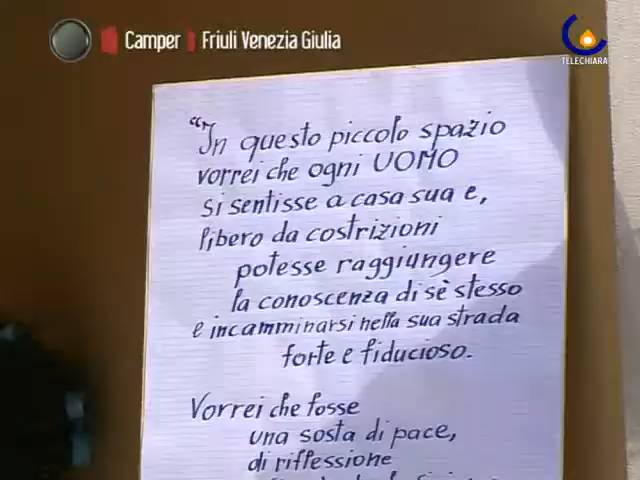 Camper Friuli Venezia Giulia
TELECHIARA
"In questo piccolo spazio
vorrei che ogni UOMO
si sentisse a casa sua e,
libero da costrizioni
potesse raggiungere
la conoscenza di sè stesso
e incamminarsi nella sua strada
forte e fiducioso.
Vorrei che fosse
una sosta di pace,
di riflessione